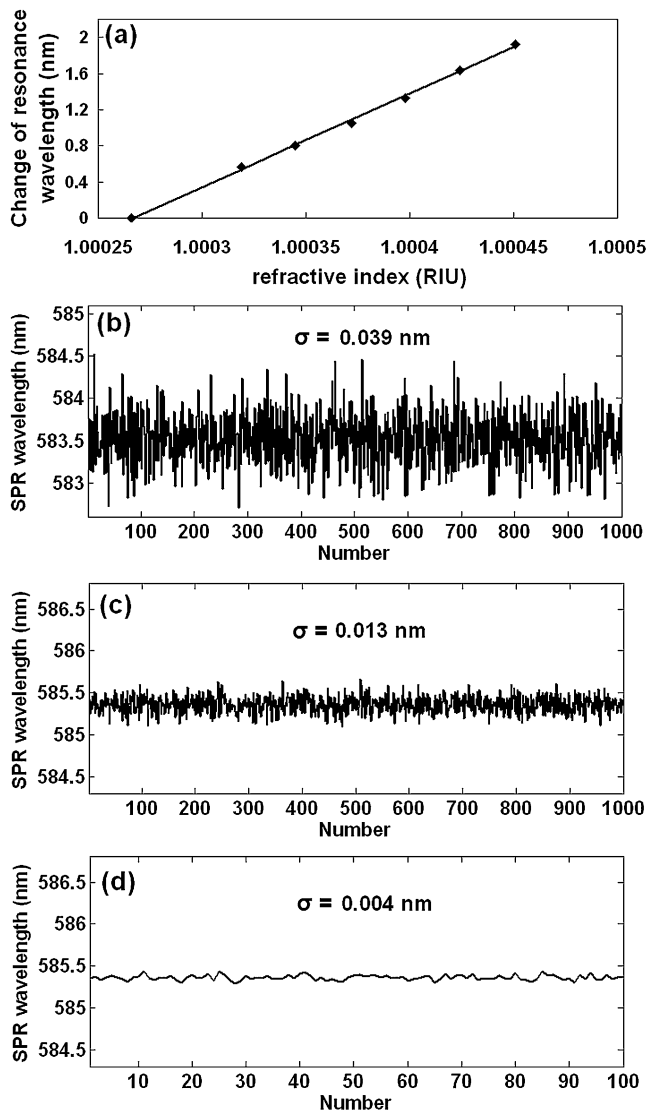 (a)
Change of resonance
wavelength (nm)
2
1.6
1.2
0.8
0.4
0
1.00025 1.0003 1.00035 1.0004 1.00045 1.0005
refractive index (RIU)
(b)
σ = 0.039 nm
SPR wavelength (nm)
585
584.5
584
583.5
583
100 200 300 400 500 600 700 800 900 1000
Number
(c)
σ = 0.013 nm
SPR wavelength (nm)
586.5
586
585.5
585
584.5
100 200 300 400 500 600 700 800 900 1000
Number
(d)
σ = 0.004 nm
SPR wavelength (nm)
586.5
586
585.5
585
584.5
10 20 30 40 50 60 70 80 90 100
Number